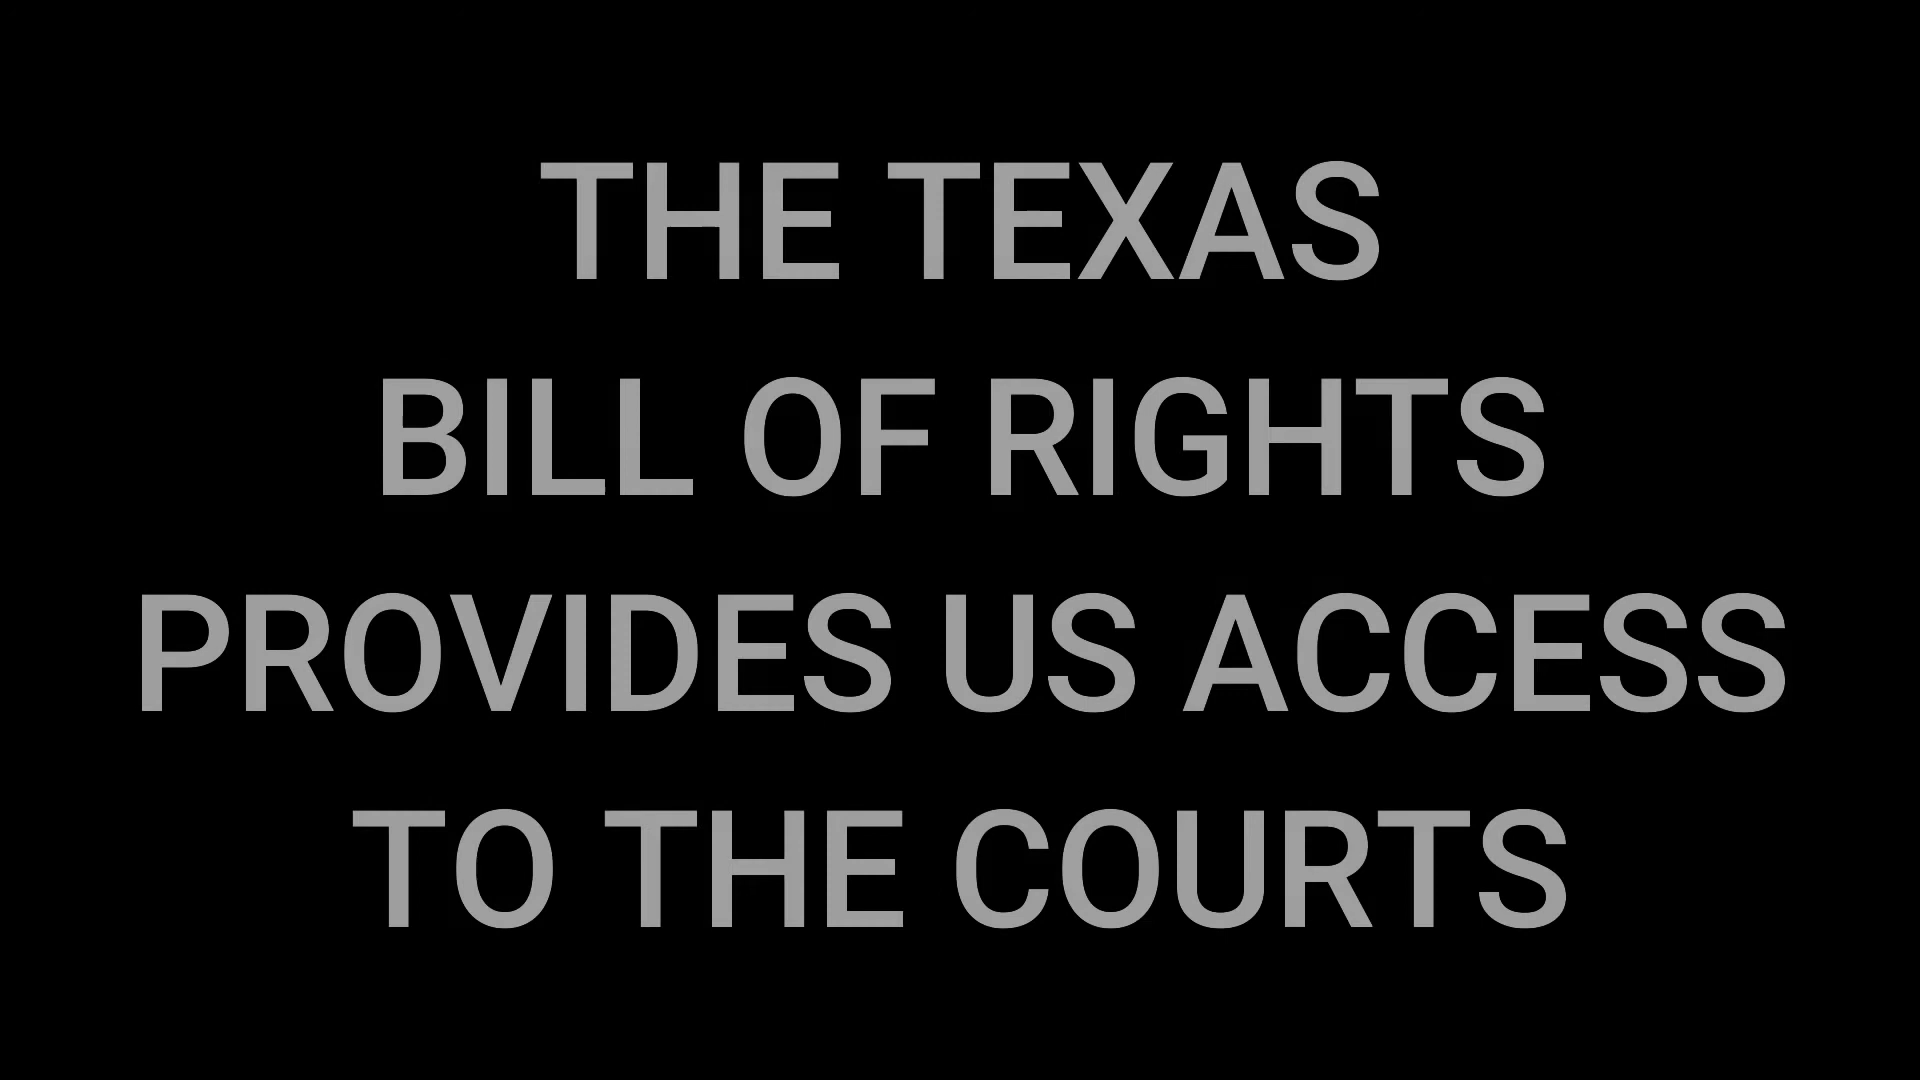 THE TEXAS
BILL OF RIGHTS
PROVIDES US ACCESS
TO THE COURTS